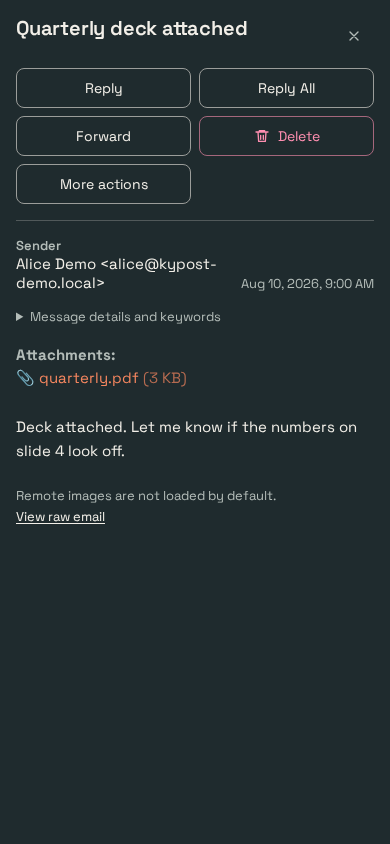 Quarterly deck attached
Reply
Reply All
Forward
Delete
More actions
Sender
Alice Demo <alice@kypost-
demo.local>
Aug 10, 2026, 9:00 AM
Message details and keywords
Attachments:
quarterly.pdf (3 KB)
Deck attached. Let me know if the numbers on
slide 4 look off.
Remote images are not loaded by default.
View raw email